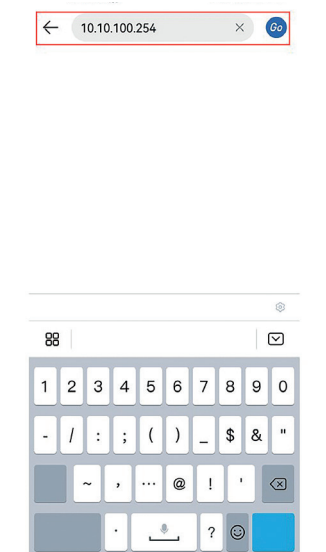 10.10.100.254 Go
1 2 3 4 5 6 7 8 9 0
- / : ; ( ) _ $ & "
~ , ... @ ! '
. ?